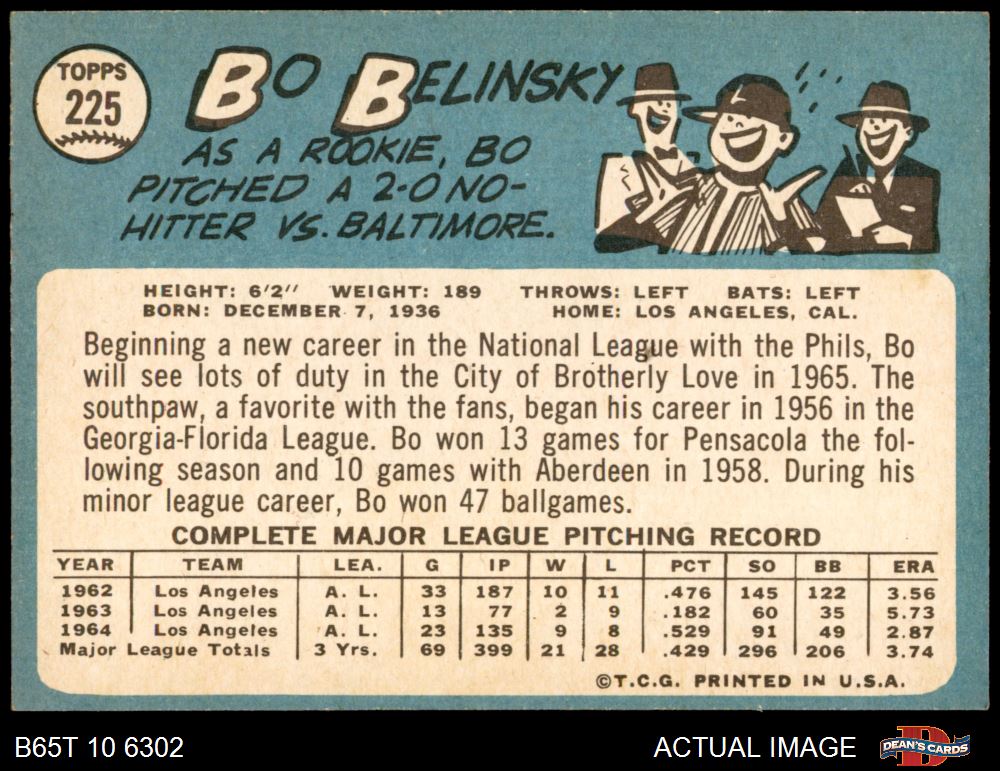 TOPPS
225
BO BELINSKY
AS A ROOKIE, BO
PITCHED A 2-0 NO-
HITTER VS. BALTIMORE.
HEIGHT: 6'2" WEIGHT: 189 THROWS: LEFT BATS: LEFT
BORN: DECEMBER 7, 1936 HOME: LOS ANGELES, CAL.
Beginning a new career in the National League with the Phils, Bo
will see lots of duty in the City of Brotherly Love in 1965. The
southpaw, a favorite with the fans, began his career in 1956 in the
Georgia-Florida League. Bo won 13 games for Pensacola the fol-
lowing season and 10 games with Aberdeen in 1958. During his
minor league career, Bo won 47 ballgames.
COMPLETE MAJOR LEAGUE PITCHING RECORD
YEAR TEAM LEA. G IP W L PCT SO BB ERA
1962 Los Angeles A. L. 33 187 10 11 .476 145 122 3.56
1963 Los Angeles A. L. 13 77 2 9 .182 60 35 5.73
1964 Los Angeles A. L. 23 135 9 8 .529 91 49 2.87
Major League Totals 3 Yrs. 69 399 21 28 .429 296 206 3.74
©T.C.G. PRINTED IN U.S.A.
B65T 10 6302 ACTUAL IMAGE DEAN'S CARDS